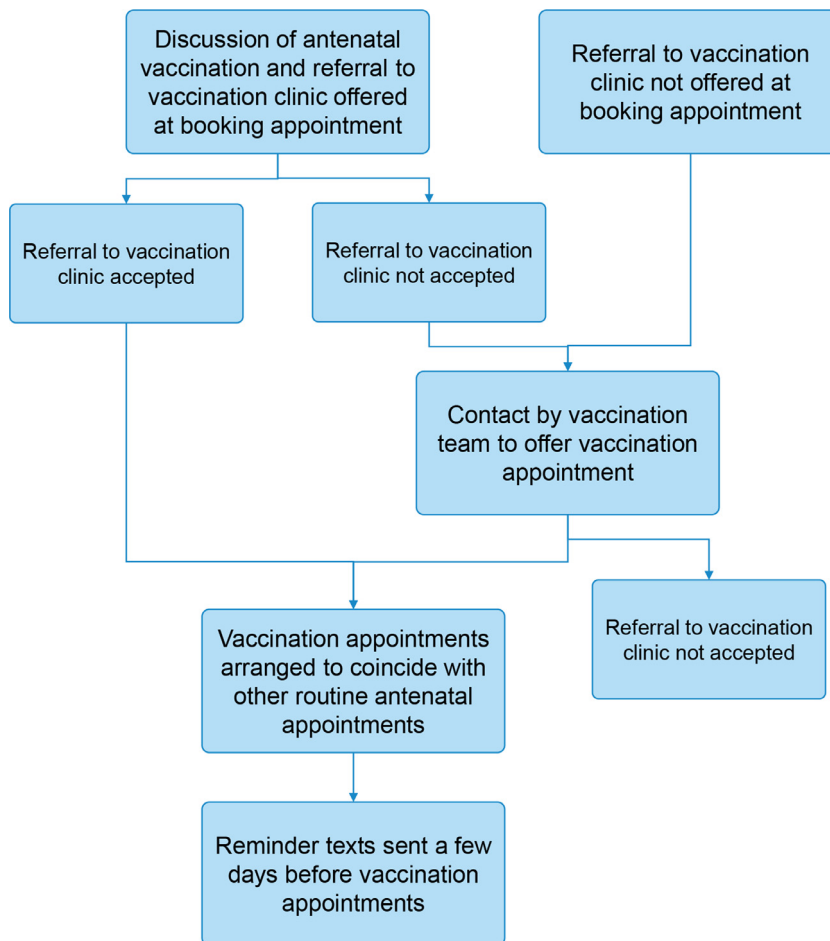 Discussion of antenatal
vaccination and referral to
vaccination clinic offered
at booking appointment
Referral to vaccination
clinic not offered at
booking appointment
Referral to vaccination
clinic accepted
Referral to vaccination
clinic not accepted
Contact by vaccination
team to offer vaccination
appointment
Referral to vaccination
clinic not accepted
Vaccination appointments
arranged to coincide with
other routine antenatal
appointments
Reminder texts sent a few
days before vaccination
appointments